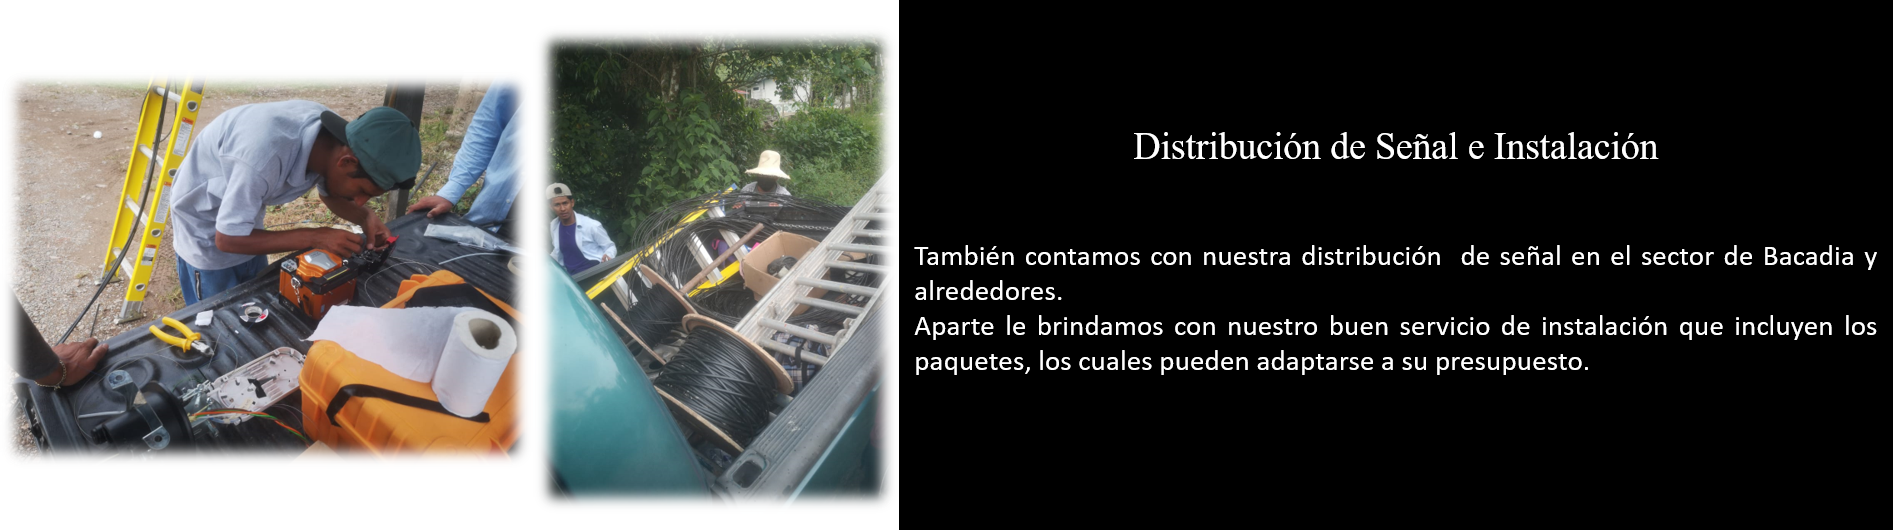 Distribución de Señal e Instalación
También contamos con nuestra distribución  de señal en el sector de Bacadia y
alrededores.
Aparte le brindamos con nuestro buen servicio de instalación que incluyen los
paquetes, los cuales pueden adaptarse a su presupuesto.